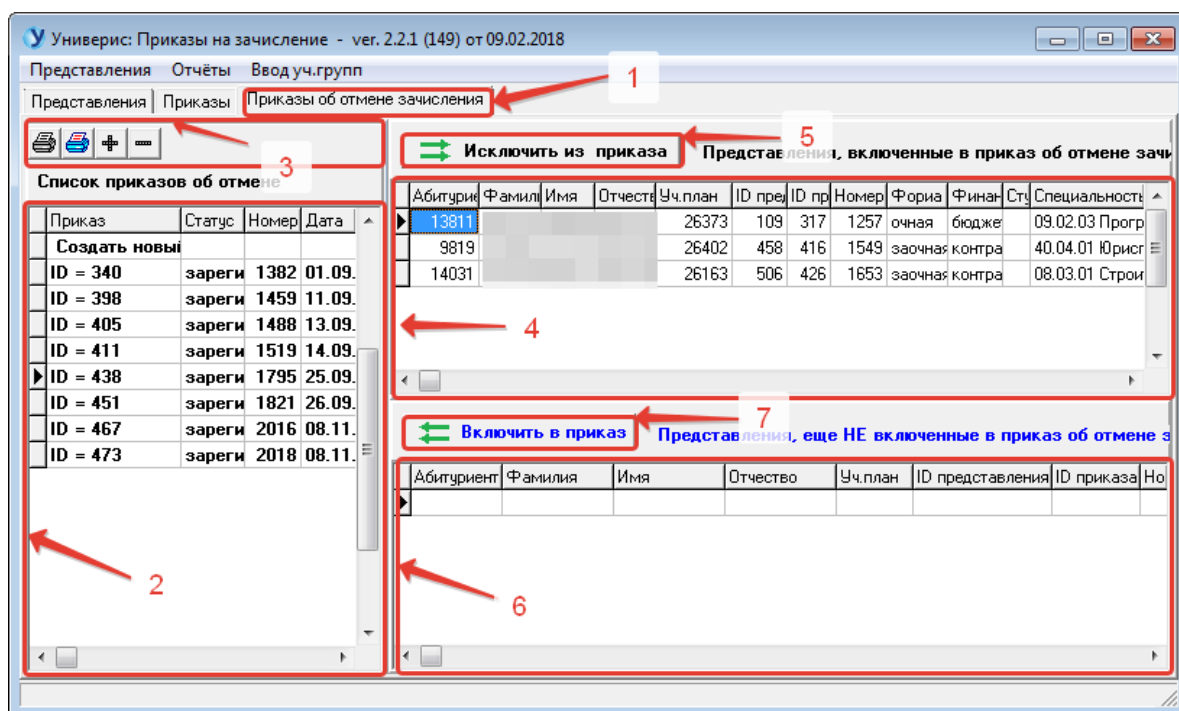 Универис: Приказы на зачисление - ver. 2.2.1 (149) от 09.02.2018
Представления Отчёты Ввод уч.групп
Представления Приказы Приказы об отмене зачисления
1
3
Список приказов об отмене
Приказ Статус Номер Дата
Создать новый
ID = 340 зареги 1382 01.09.
ID = 398 зареги 1459 11.09.
ID = 405 зареги 1488 13.09.
ID = 411 зареги 1519 14.09.
ID = 438 зареги 1795 25.09.
ID = 451 зареги 1821 26.09.
ID = 467 зареги 2016 08.11.
ID = 473 зареги 2018 08.11.
2
Исключить из приказа Представления, включенные в приказ об отмене зачи
5
Абитурие Фамили Имя Отчеств Уч.план ID пред ID пр Номер Фориа Финан Сту Специальность
13811 26373 109 317 1257 очная бюдже 09.02.03 Прогр
9819 26402 458 416 1549 заочная контра 40.04.01 Юрисп
14031 26163 506 426 1653 заочная контра 08.03.01 Строи
4
7
Включить в приказ Представления, еще НЕ включенные в приказ об отмене з
Абитуриент Фамилия Имя Отчество Уч.план ID представления ID приказа Но
6